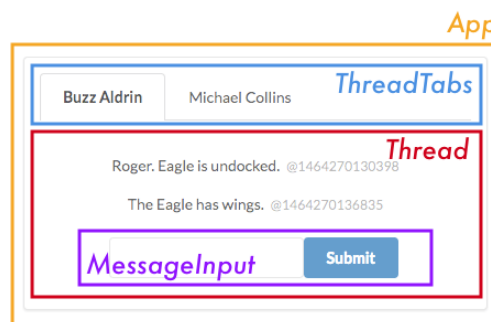 App
ThreadTabs
Buzz Aldrin Michael Collins
Thread
Roger. Eagle is undocked. @1464270130398
The Eagle has wings. @1464270136835
MessageInput Submit